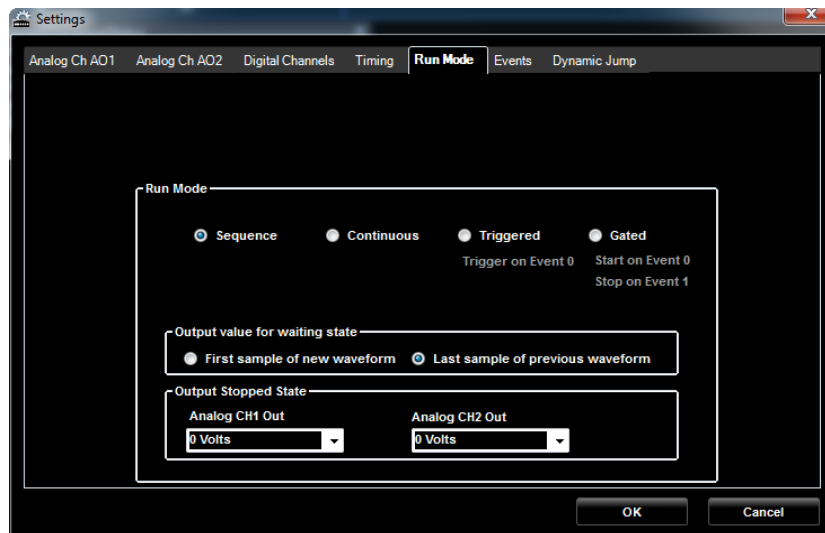 Settings
Analog Ch AO1 Analog Ch AO2 Digital Channels Timing Run Mode Events Dynamic Jump
Run Mode
Sequence Continuous Triggered Gated
Trigger on Event 0 Start on Event 0
Stop on Event 1
Output value for waiting state
First sample of new waveform Last sample of previous waveform
Output Stopped State
Analog CH1 Out Analog CH2 Out
0 Volts 0 Volts
OK Cancel